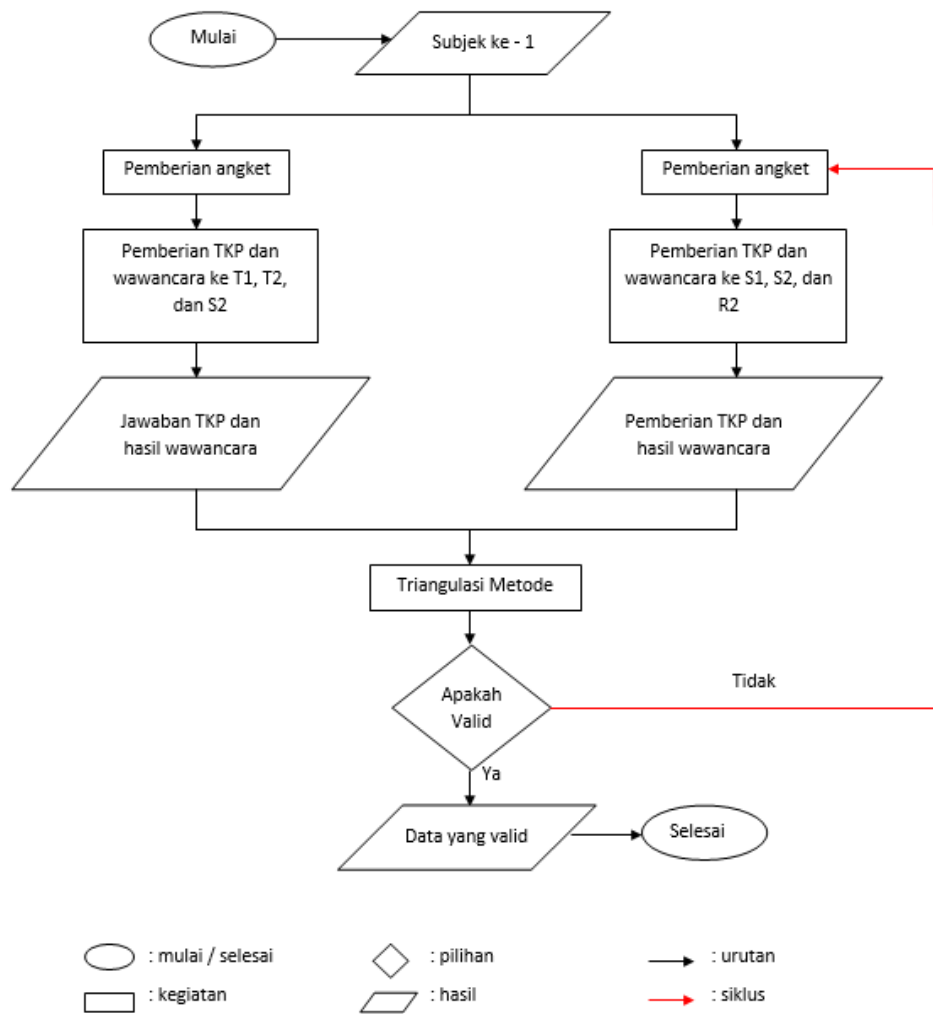 Mulai
Subjek ke - 1
Pemberian angket
Pemberian angket
Pemberian TKP dan
wawancara ke T1, T2,
dan S2
Pemberian TKP dan
wawancara ke S1, S2, dan
R2
Jawaban TKP dan
hasil wawancara
Pemberian TKP dan
hasil wawancara
Triangulasi Metode
Apakah
Valid
Tidak
Ya
Data yang valid
Selesai
: mulai / selesai
: pilihan
: urutan
: kegiatan
: hasil
: siklus